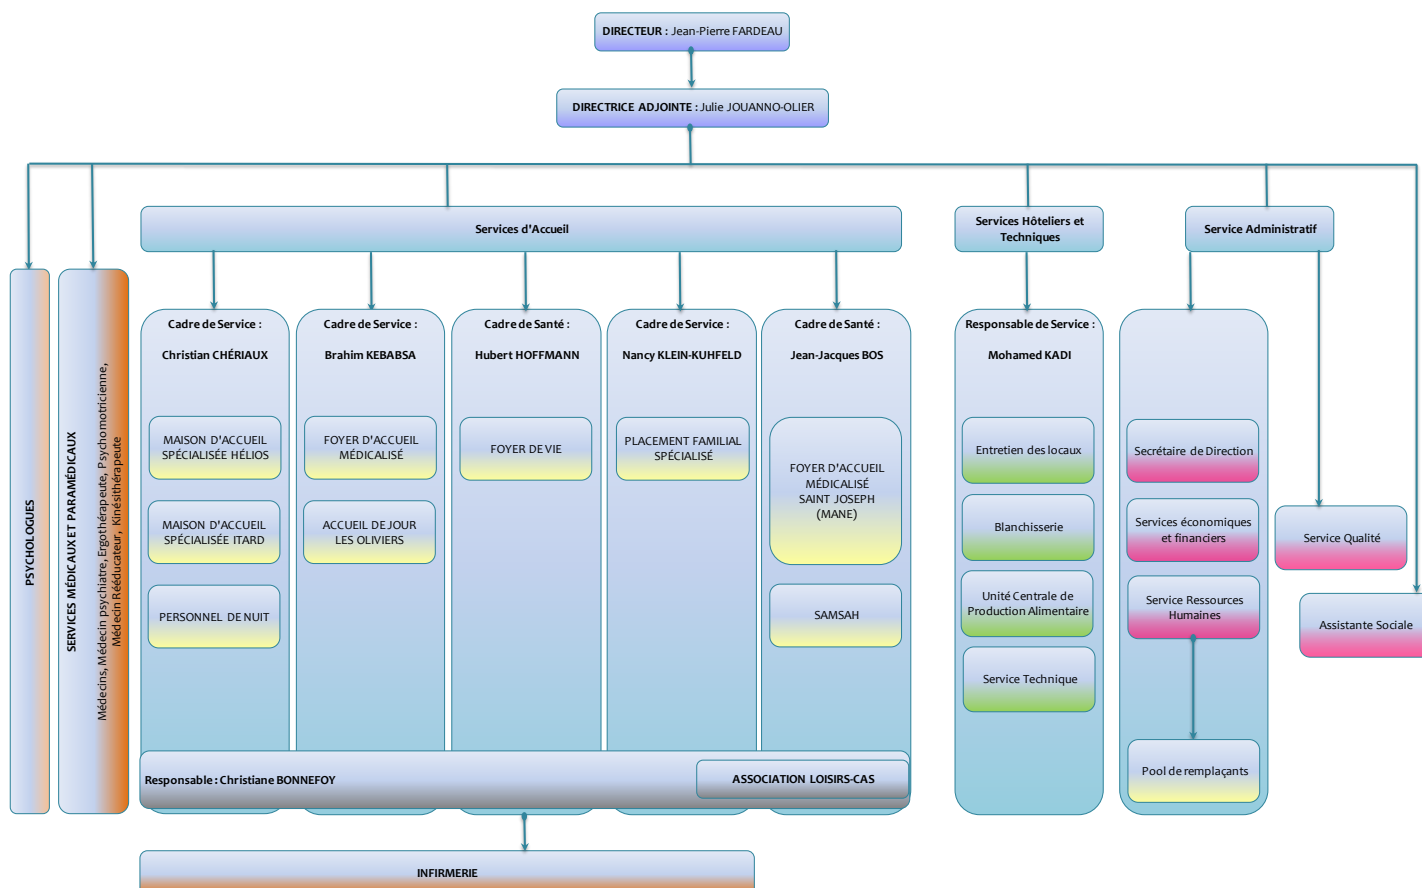 DIRECTEUR : Jean-Pierre FARDEAU
DIRECTRICE ADJOINTE : Julie JOUANNO-OLIER
Services d'Accueil
Services Hôteliers et
Techniques
Service Administratif
PSYCHOLOGUES
SERVICES MÉDICAUX ET PARAMÉDICAUX
Médecins, Médecin psychiatre, Ergothérapeute, Psychomotricienne,
Médecin Rééducateur, Kinésithérapeute
Cadre de Service :
Christian CHÉRIAUX
MAISON D'ACCUEIL
SPÉCIALISÉE HÉLIOS
MAISON D'ACCUEIL
SPÉCIALISÉE ITARD
PERSONNEL DE NUIT
Cadre de Service :
Brahim KEBABSA
FOYER D'ACCUEIL
MÉDICALISÉ
ACCUEIL DE JOUR
LES OLIVIERS
Cadre de Santé :
Hubert HOFFMANN
FOYER DE VIE
Cadre de Service :
Nancy KLEIN-KUHFELD
PLACEMENT FAMILIAL
SPÉCIALISÉ
Cadre de Santé :
Jean-Jacques BOS
FOYER D'ACCUEIL
MÉDICALISÉ
SAINT JOSEPH
(MANE)
SAMSAH
Responsable de Service :
Mohamed KADI
Entretien des locaux
Blanchisserie
Unité Centrale de
Production Alimentaire
Service Technique
Secrétaire de Direction
Services économiques
et financiers
Service Ressources
Humaines
Pool de remplaçants
Service Qualité
Assistante Sociale
Responsable : Christiane BONNEFOY
ASSOCIATION LOISIRS-CAS
INFIRMERIE